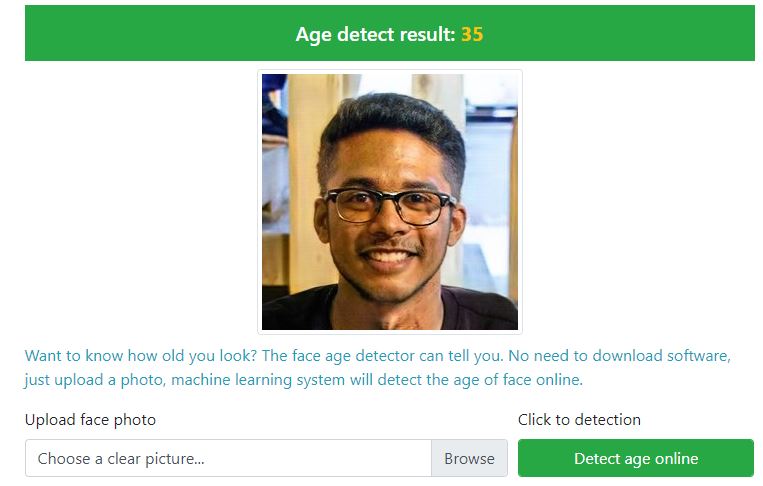 Age detect result: 35
Want to know how old you look? The face age detector can tell you. No need to download software,
just upload a photo, machine learning system will detect the age of face online.
Upload face photo
Click to detection
Choose a clear picture...
Browse
Detect age online